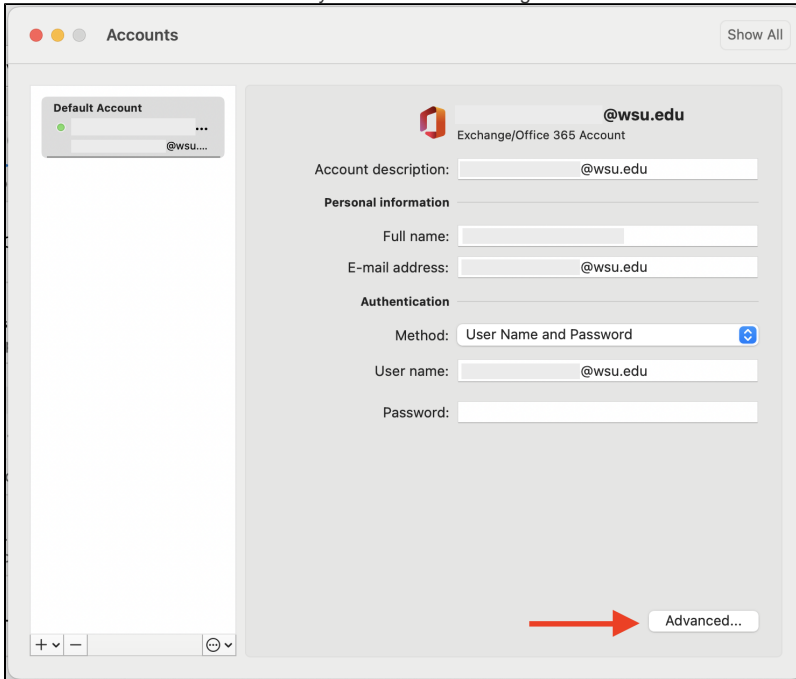 Accounts
Show All
Default Account
...
@wsu....
@wsu.edu
Exchange/Office 365 Account
Account description: @wsu.edu
Personal information
Full name:
E-mail address: @wsu.edu
Authentication
Method: User Name and Password
User name: @wsu.edu
Password:
Advanced...